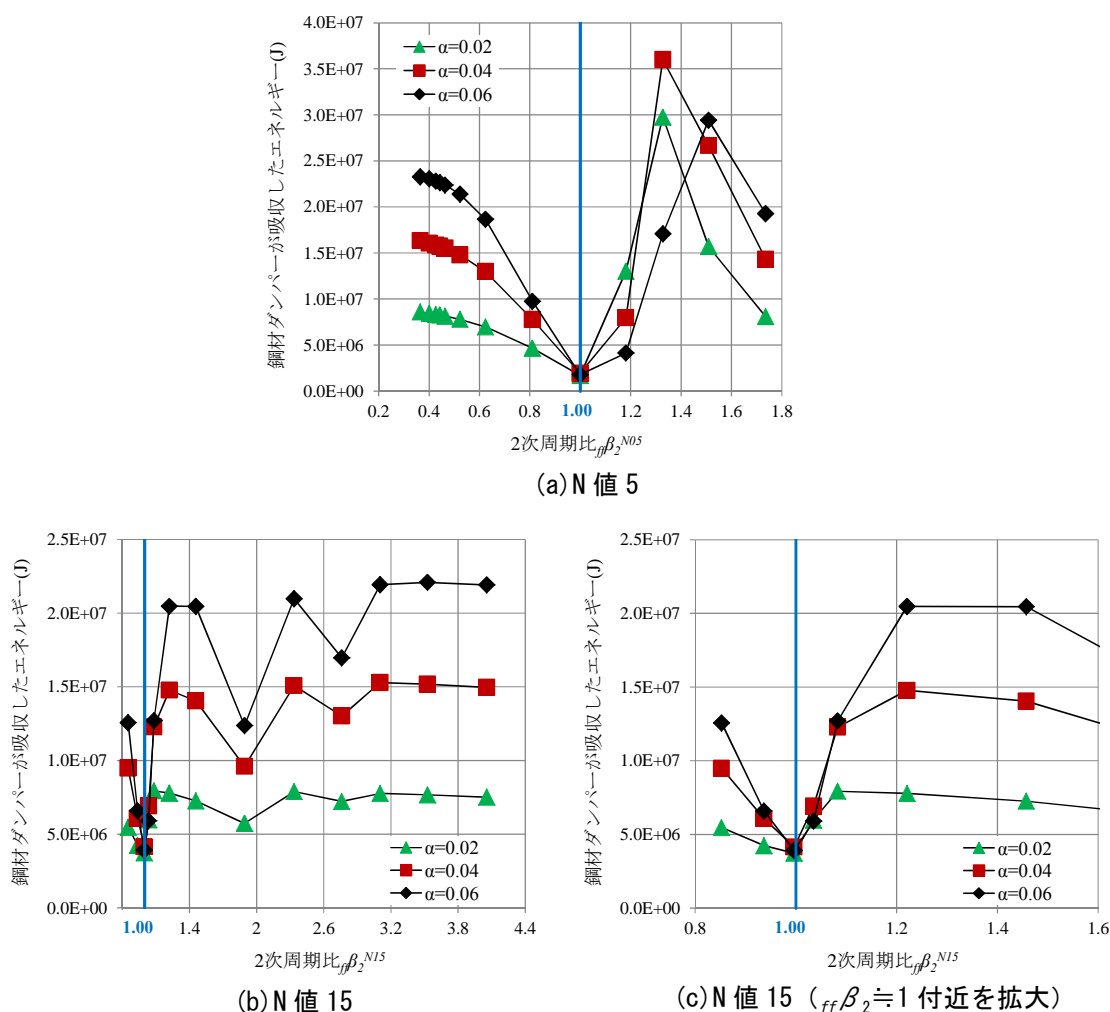 4.0E+07
3.5E+07
3.0E+07
2.5E+07
2.0E+07
1.5E+07
1.0E+07
5.0E+06
0.0E+00
鋼材ダンパーが吸収したエネルギー(J)
α=0.02
α=0.04
α=0.06
0.2 0.4 0.6 0.8 1.00 1.2 1.4 1.6 1.8
2次周期比ffβ2N05
(a)N 値 5
2.5E+07
2.0E+07
1.5E+07
1.0E+07
5.0E+06
0.0E+00
鋼材ダンパーが吸収したエネルギー(J)
α=0.02
α=0.04
α=0.06
1.00 1.4 2 2.6 3.2 3.8 4.4
2次周期比ffβ2N15
(b)N 値 15
2.5E+07
2.0E+07
1.5E+07
1.0E+07
5.0E+06
0.0E+00
鋼材ダンパーが吸収したエネルギー(J)
α=0.02
α=0.04
α=0.06
0.8 1.00 1.2 1.4 1.6
2次周期比ffβ2N15
(c)N 値 15（ffβ2≒1 付近を拡大）